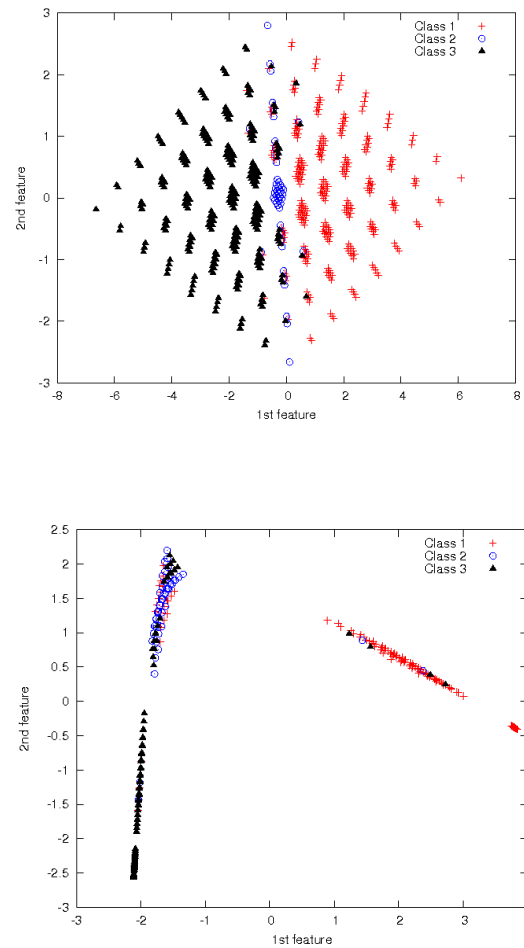 Class 1
Class 2
Class 3
3
2
1
0
-1
-2
-3
2nd feature
-8 -6 -4 -2 0 2 4 6 8
1st feature
Class 1
Class 2
Class 3
2.5
2
1.5
1
0.5
0
-0.5
-1
-1.5
-2
-2.5
-3
2nd feature
-3 -2 -1 0 1 2 3 4
1st feature